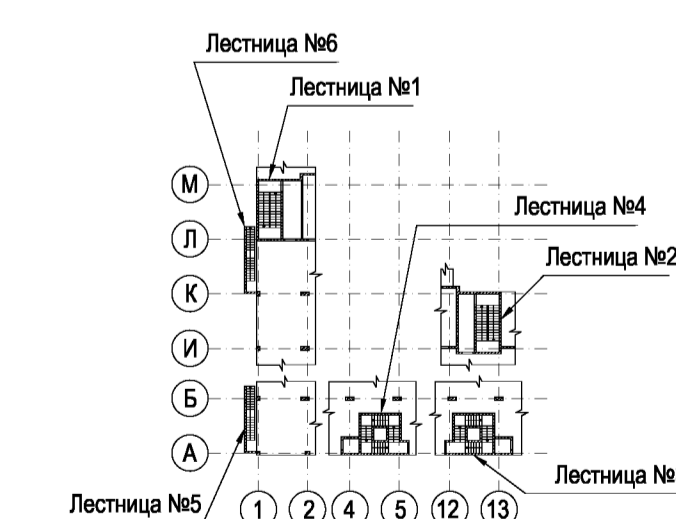 Лестница №6
Лестница №1
М
Л
Лестница №4
Лестница №2
К
И
Б
А
Лестница №
Лестница №5
1 2 4 5 12 13